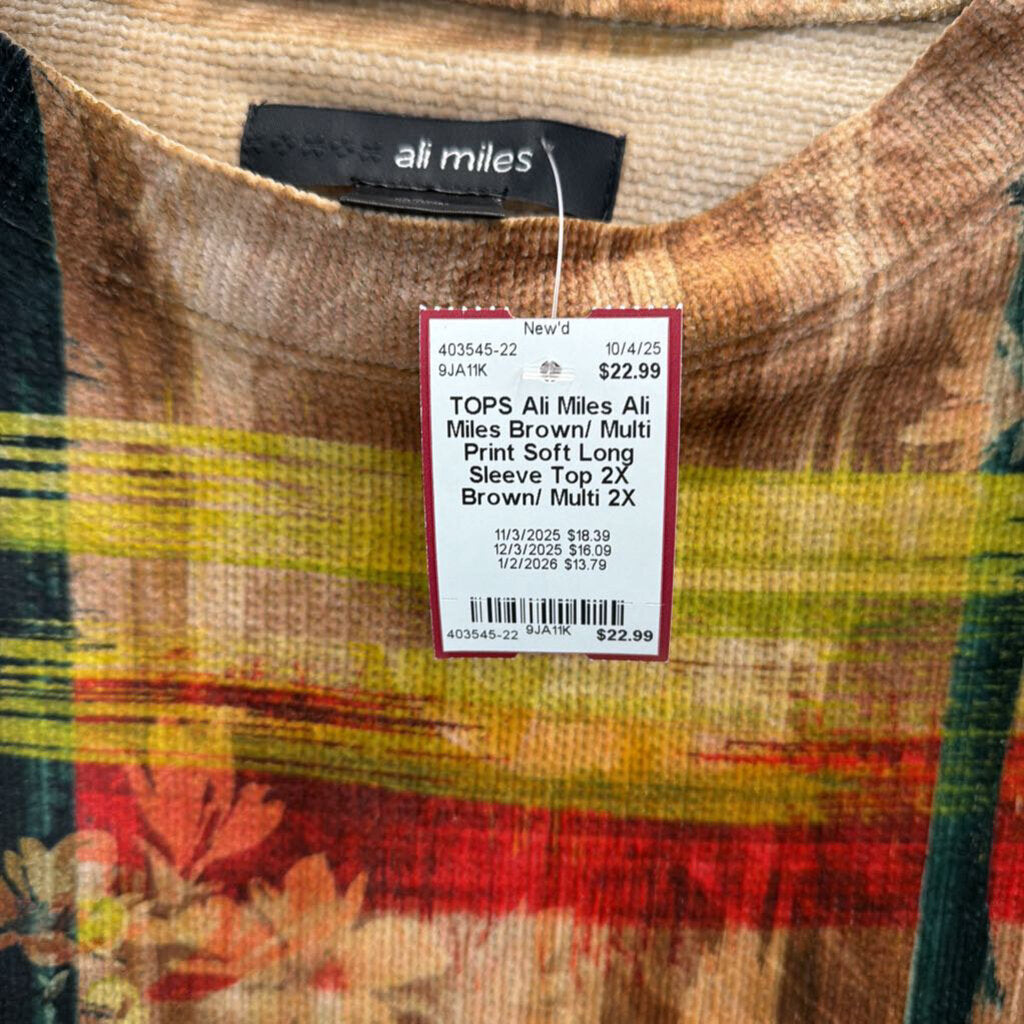 ali miles
New'd
403545-22 10/4/25
9JA11K $22.99
TOPS Ali Miles Ali
Miles Brown/ Multi
Print Soft Long
Sleeve Top 2X
Brown/ Multi 2X
11/3/2025 $18.39
12/3/2025 $16.09
1/2/2026 $13.79
403545-22 9JA11K $22.99